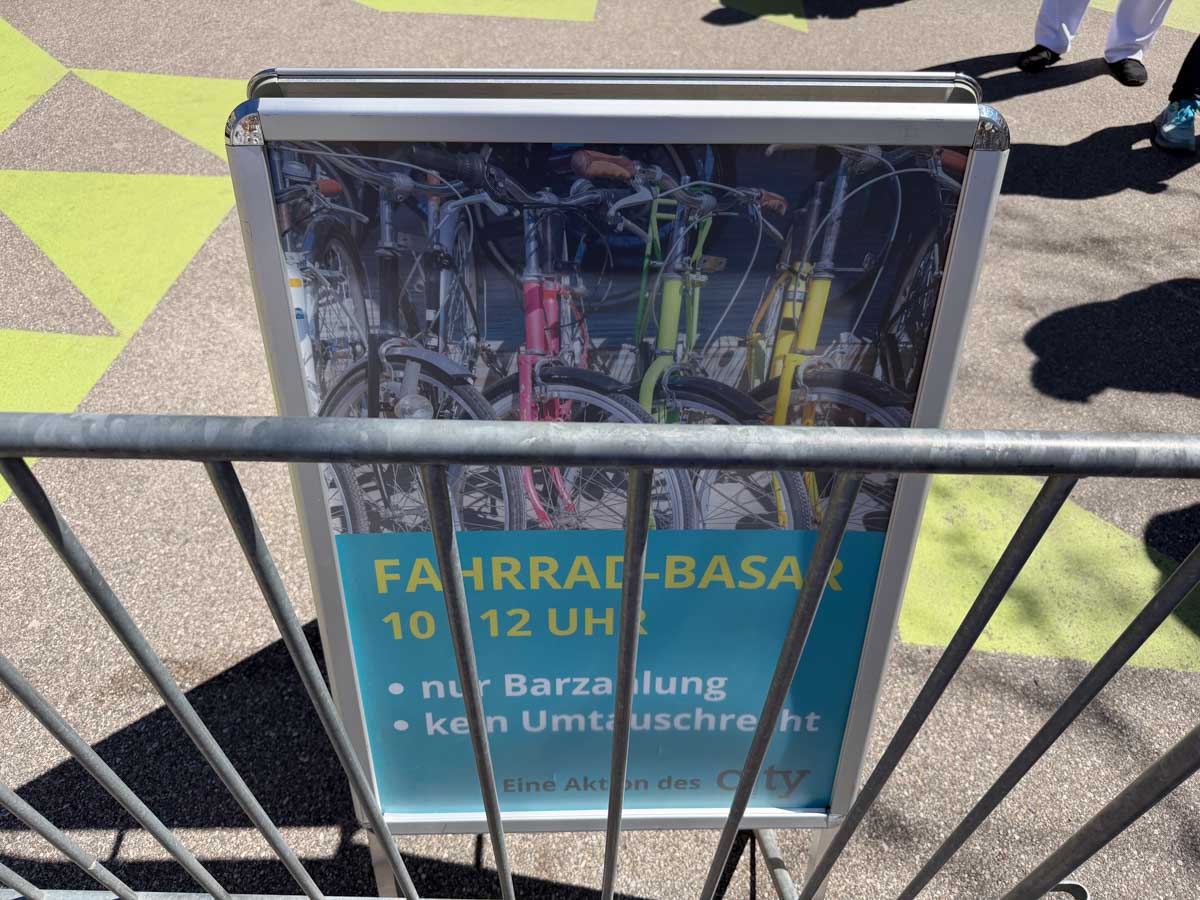 FAHRRAD-BASAR
10 - 12 UHR
• nur Barzahlung
• kein Umtauschrecht
Eine Aktion des City